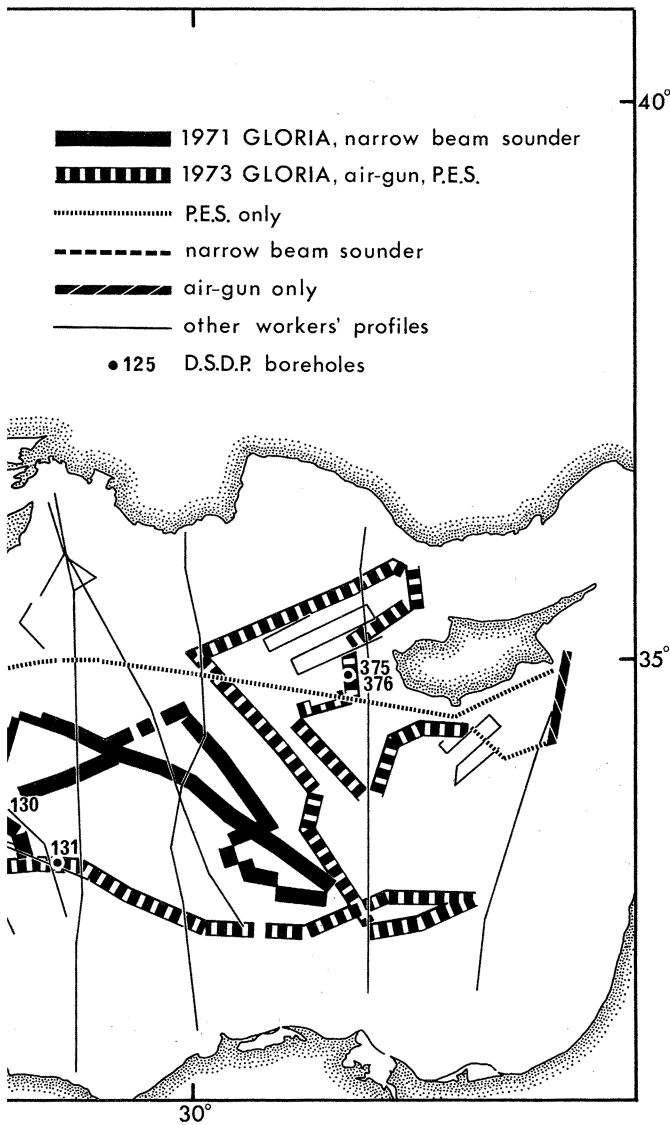 40°
1971 GLORIA, narrow beam sounder
1973 GLORIA, air-gun, P.E.S.
P.E.S. only
narrow beam sounder
air-gun only
other workers' profiles
125 D.S.D.P. boreholes
35°
375
376
130
131
30°